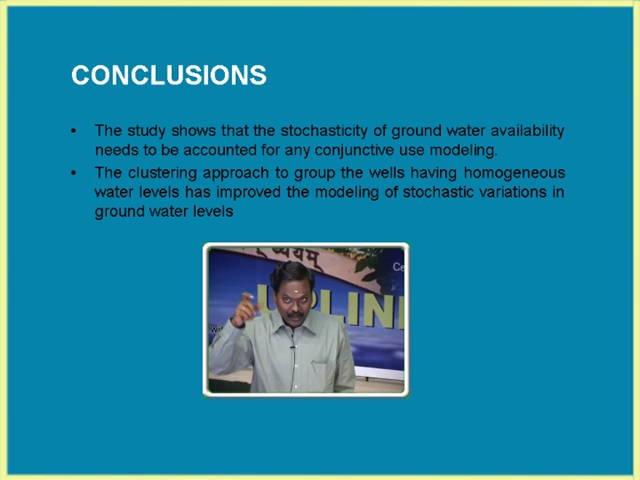 CONCLUSIONS
• The study shows that the stochasticity of ground water availability
needs to be accounted for any conjunctive use modeling.
• The clustering approach to group the wells having homogeneous
water levels has improved the modeling of stochastic variations in
ground water levels